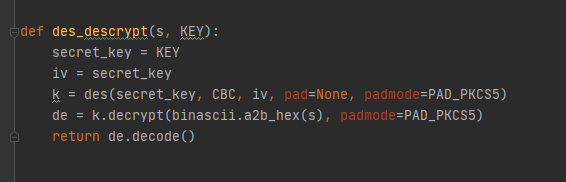 def des_descrypt(s, KEY):
    secret_key = KEY
    iv = secret_key
    k = des(secret_key, CBC, iv, pad=None, padmode=PAD_PKCS5)
    de = k.decrypt(binascii.a2b_hex(s), padmode=PAD_PKCS5)
    return de.decode()